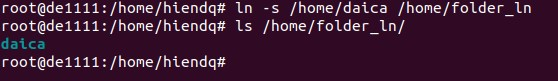 root@de1111:/home/hiendq# ln -s /home/daica /home/folder_ln
root@de1111:/home/hiendq# ls /home/folder_ln/
daica
root@de1111:/home/hiendq#